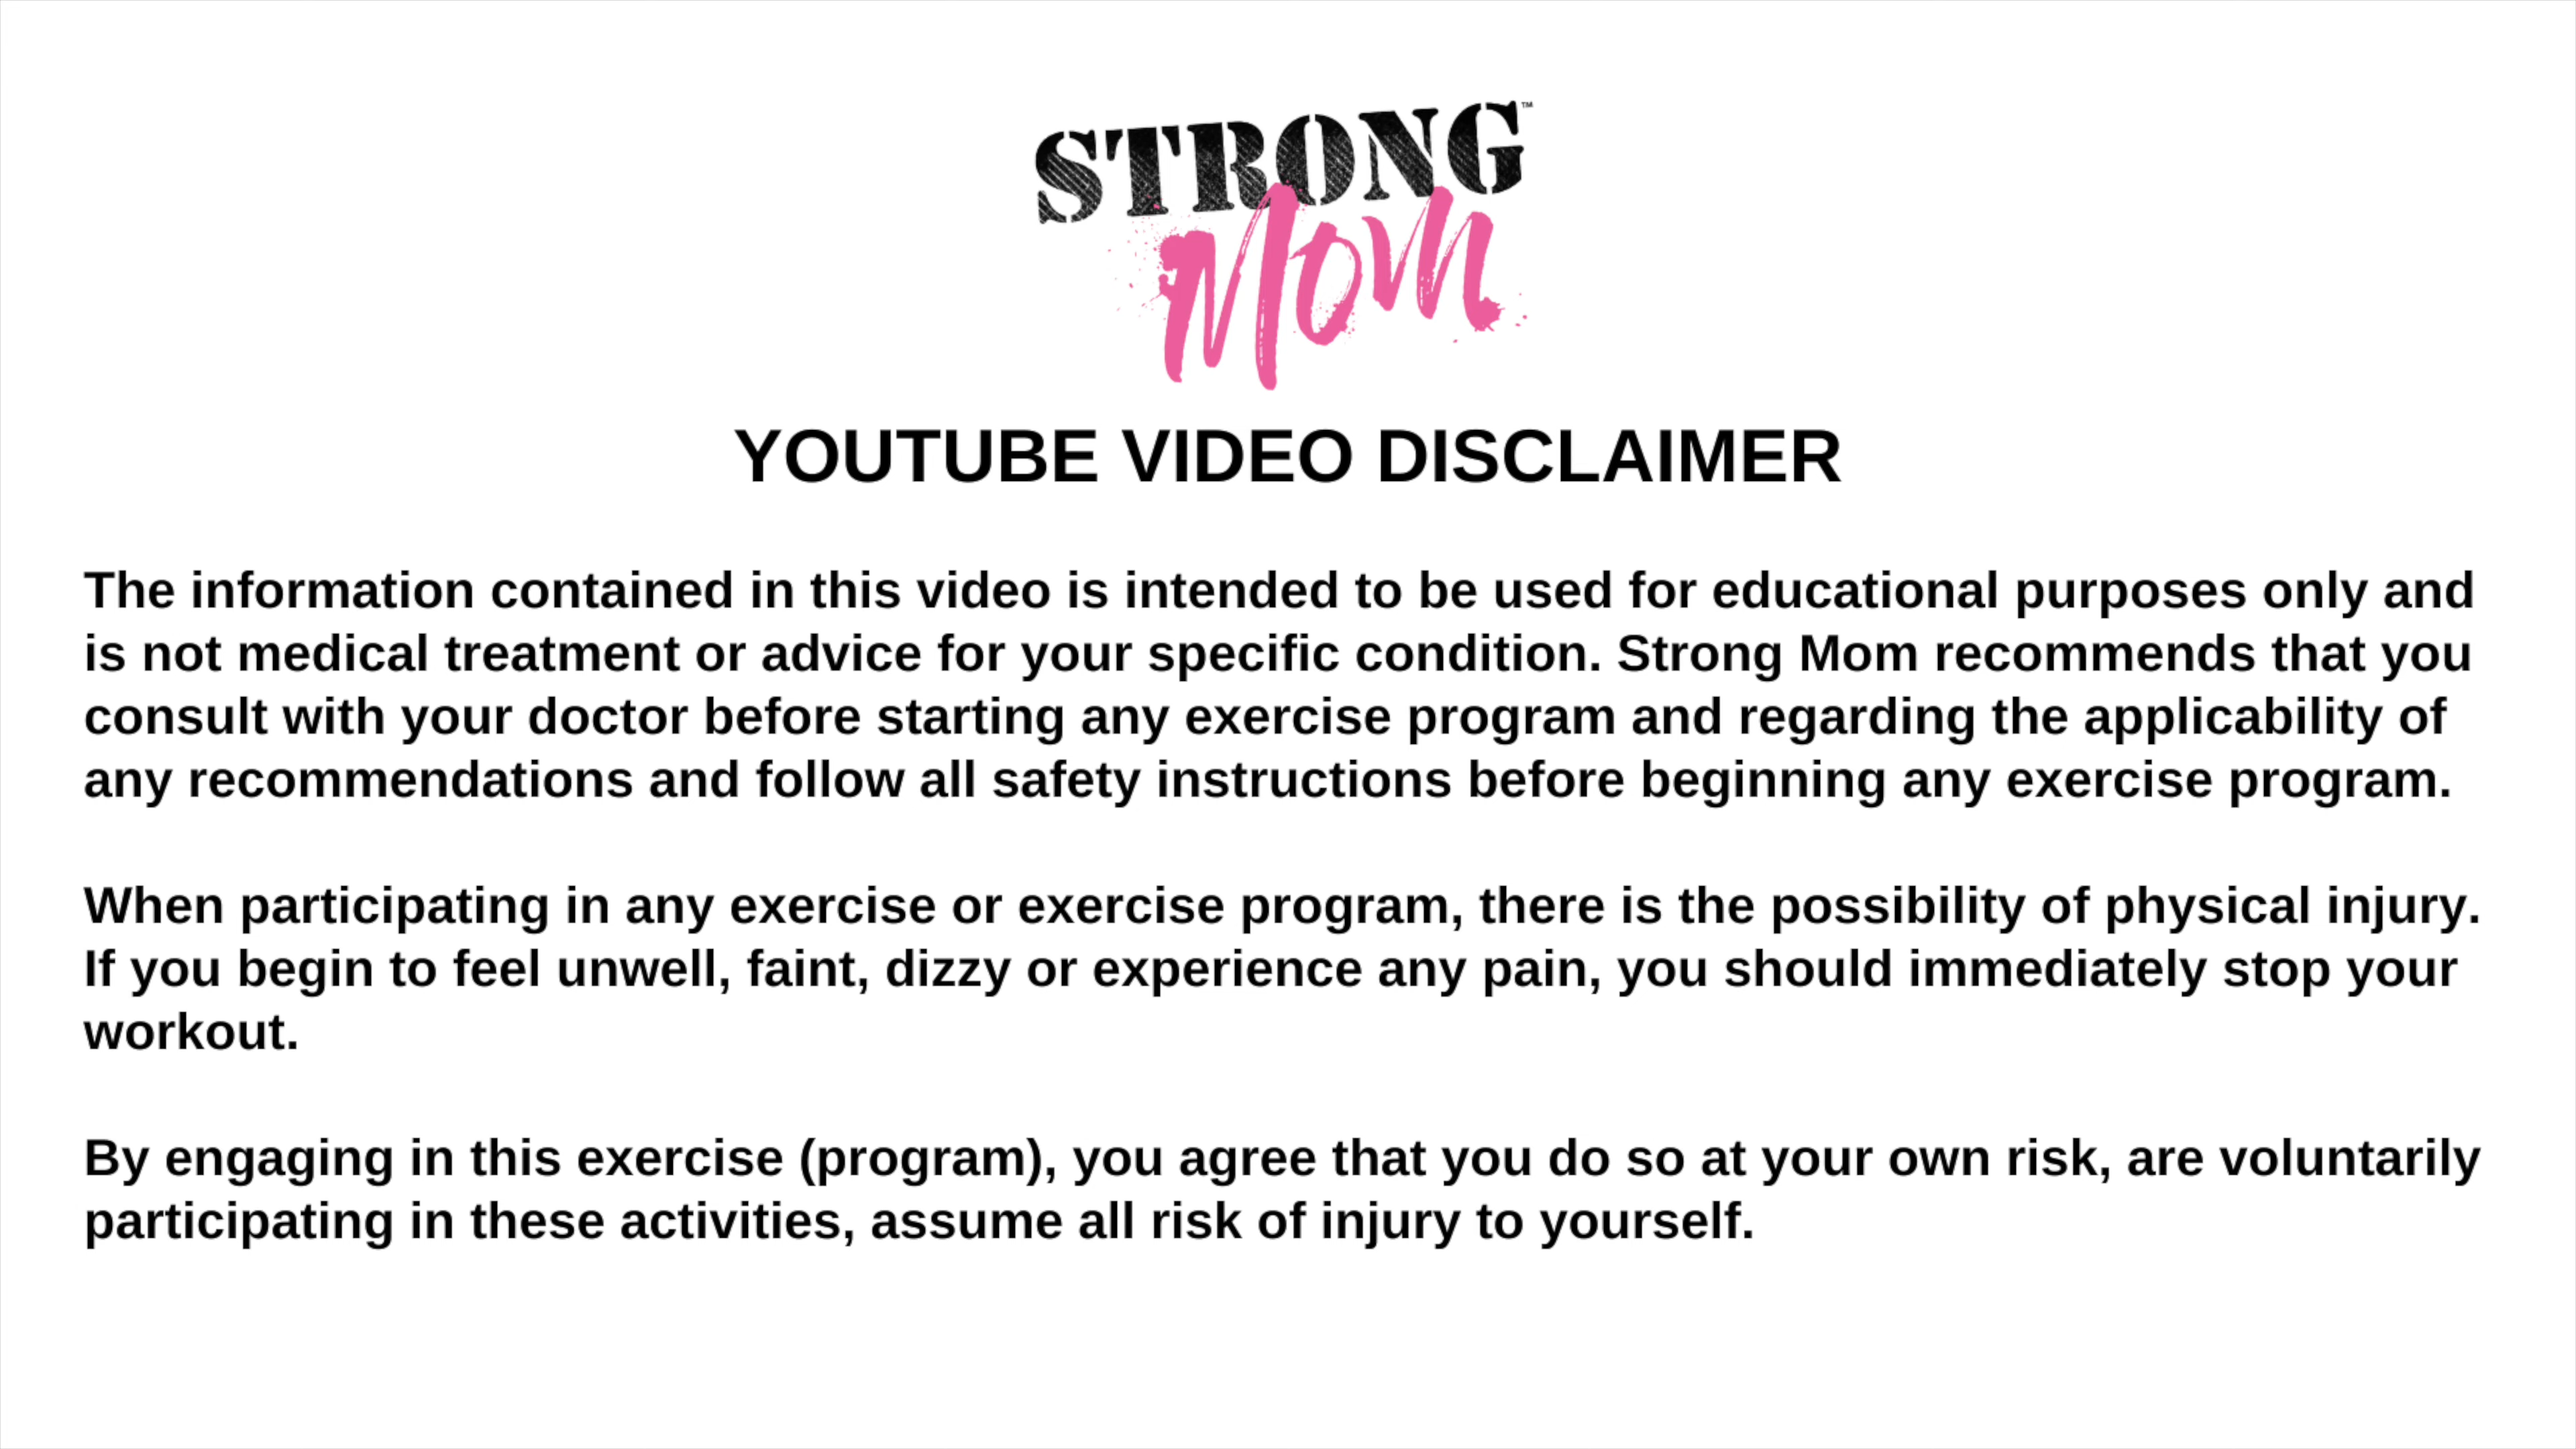 STRONG™
Mom
YOUTUBE VIDEO DISCLAIMER
The information contained in this video is intended to be used for educational purposes only and
is not medical treatment or advice for your specific condition. Strong Mom recommends that you
consult with your doctor before starting any exercise program and regarding the applicability of
any recommendations and follow all safety instructions before beginning any exercise program.
When participating in any exercise or exercise program, there is the possibility of physical injury.
If you begin to feel unwell, faint, dizzy or experience any pain, you should immediately stop your
workout.
By engaging in this exercise (program), you agree that you do so at your own risk, are voluntarily
participating in these activities, assume all risk of injury to yourself.